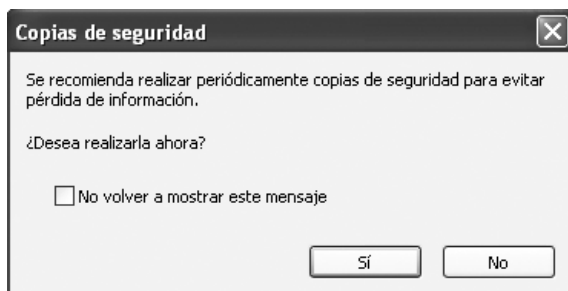 Copias de seguridad
Se recomienda realizar periódicamente copias de seguridad para evitar
pérdida de información.
¿Desea realizarla ahora?
No volver a mostrar este mensaje
Sí
No